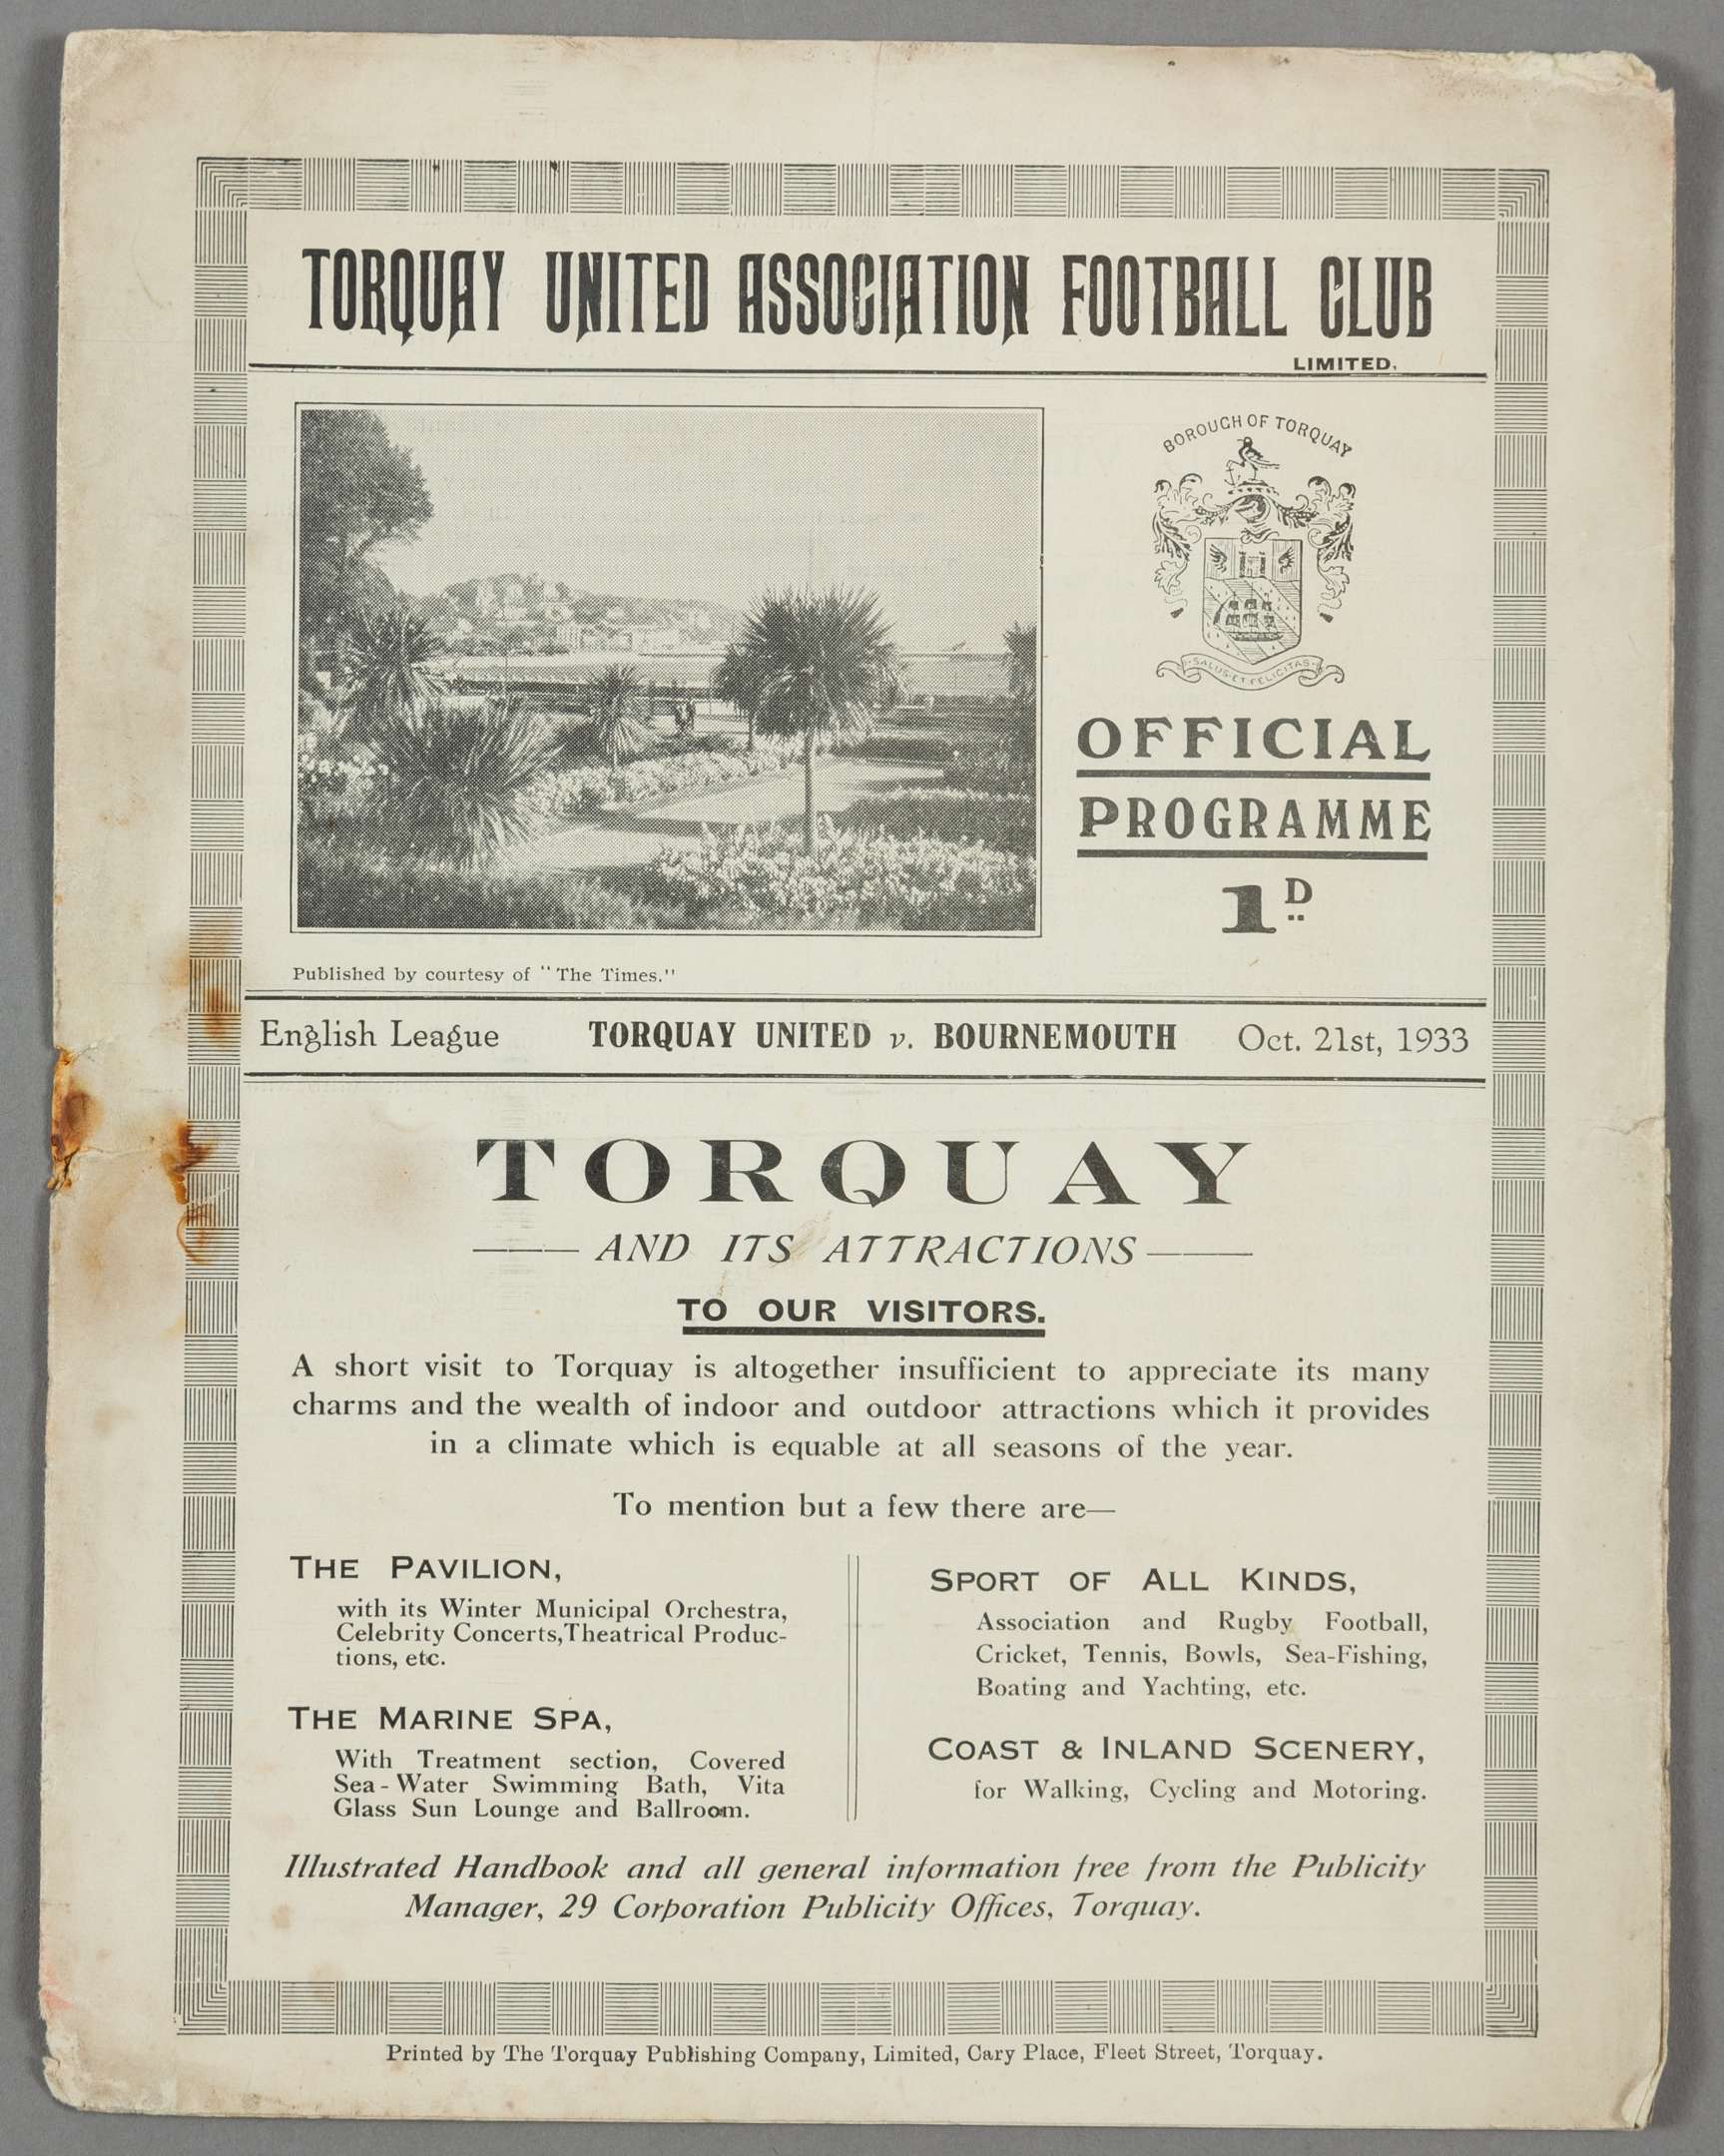 TORQUAY UNITED ASSOCIATION FOOTBALL CLUB
LIMITED.
BOROUGH OF TORQUAY
SALUS·ET·FELICITAS
OFFICIAL
PROGRAMME
1D
Published by courtesy of "The Times."
English League TORQUAY UNITED v. BOURNEMOUTH Oct. 21st, 1933
TORQUAY
AND ITS ATTRACTIONS
TO OUR VISITORS.
A short visit to Torquay is altogether insufficient to appreciate its many
charms and the wealth of indoor and outdoor attractions which it provides
in a climate which is equable at all seasons of the year.
To mention but a few there are—
THE PAVILION,
with its Winter Municipal Orchestra,
Celebrity Concerts,Theatrical Produc-
tions, etc.
THE MARINE SPA,
With Treatment section, Covered
Sea-Water Swimming Bath, Vita
Glass Sun Lounge and Ballroom.
SPORT OF ALL KINDS,
Association and Rugby Football,
Cricket, Tennis, Bowls, Sea-Fishing,
Boating and Yachting, etc.
COAST & INLAND SCENERY,
for Walking, Cycling and Motoring.
Illustrated Handbook and all general information free from the Publicity
Manager, 29 Corporation Publicity Offices, Torquay.
Printed by The Torquay Publishing Company, Limited, Cary Place, Fleet Street, Torquay.